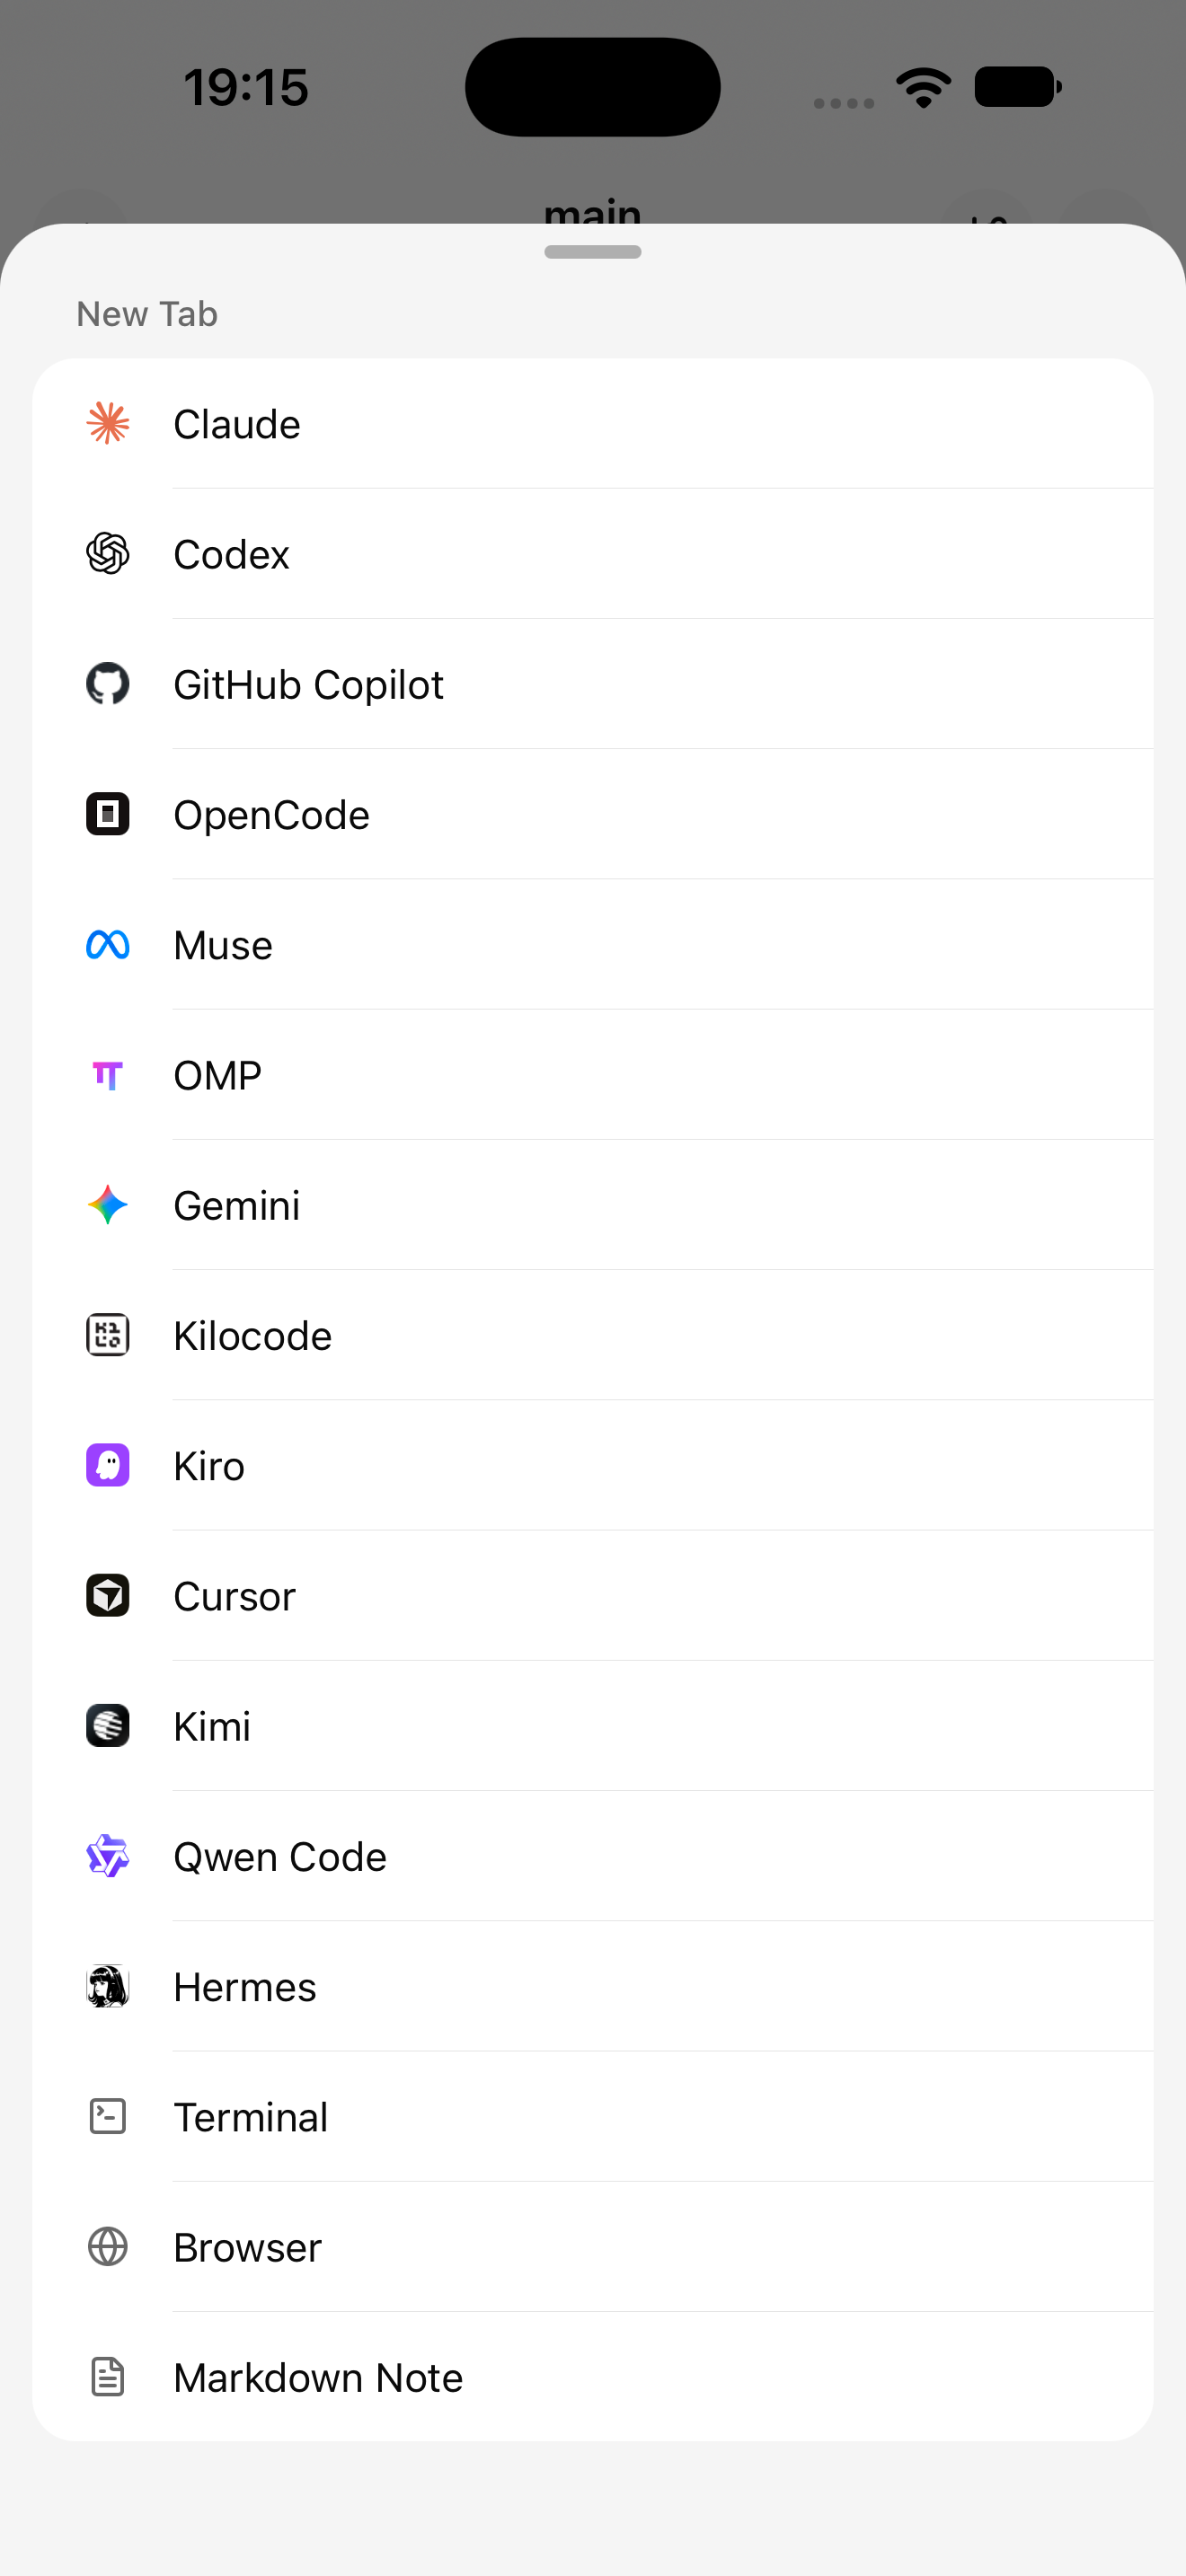 19:15
main
New Tab
Claude
Codex
GitHub Copilot
OpenCode
Muse
OMP
Gemini
Kilocode
Kiro
Cursor
Kimi
Qwen Code
Hermes
Terminal
Browser
Markdown Note